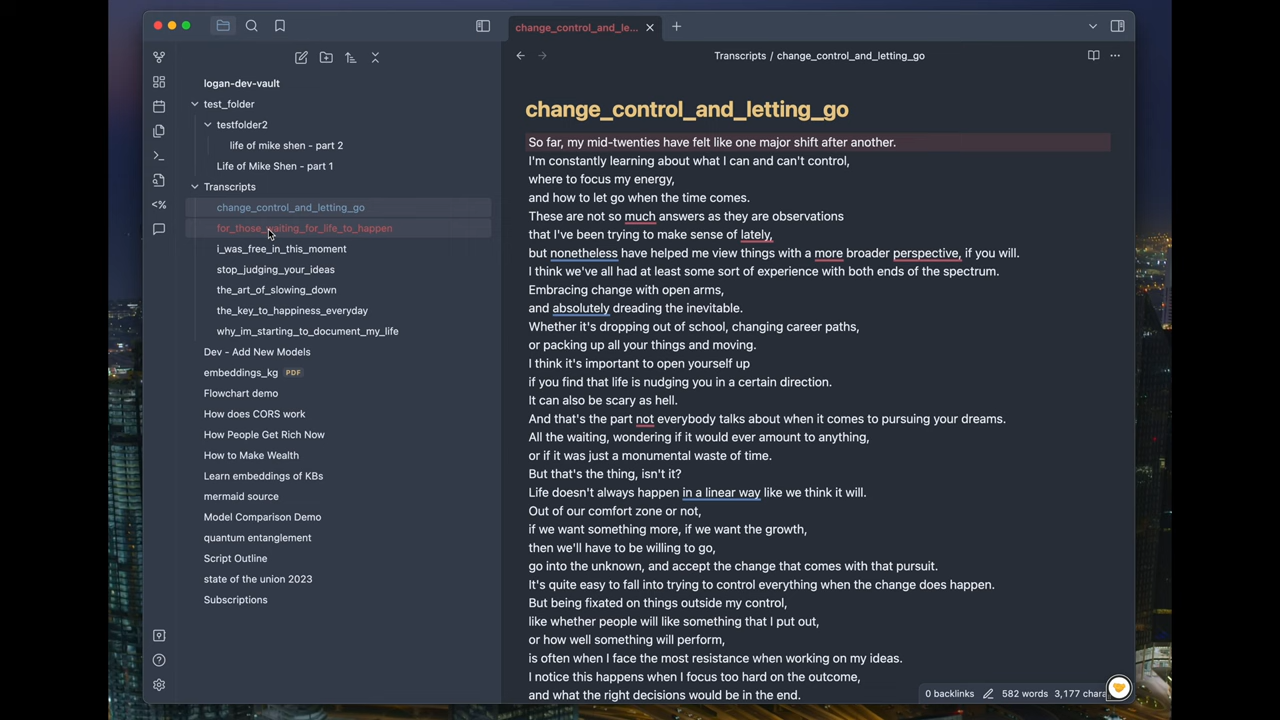 change_control_and_le...
Transcripts / change_control_and_letting_go
logan-dev-vault
test_folder
testfolder2
life of mike shen - part 2
Life of Mike Shen - part 1
Transcripts
change_control_and_letting_go
for_those_waiting_for_life_to_happen
i_was_free_in_this_moment
stop_judging_your_ideas
the_art_of_slowing_down
the_key_to_happiness_everyday
why_im_starting_to_document_my_life
Dev - Add New Models
embeddings_kg PDF
Flowchart demo
How does CORS work
How People Get Rich Now
How to Make Wealth
Learn embeddings of KBs
mermaid source
Model Comparison Demo
quantum entanglement
Script Outline
state of the union 2023
Subscriptions
change_control_and_letting_go
So far, my mid-twenties have felt like one major shift after another.
I'm constantly learning about what I can and can't control,
where to focus my energy,
and how to let go when the time comes.
These are not so much answers as they are observations
that I've been trying to make sense of lately,
but nonetheless have helped me view things with a more broader perspective, if you will.
I think we've all had at least some sort of experience with both ends of the spectrum.
Embracing change with open arms,
and absolutely dreading the inevitable.
Whether it's dropping out of school, changing career paths,
or packing up all your things and moving.
I think it's important to open yourself up
if you find that life is nudging you in a certain direction.
It can also be scary as hell.
And that's the part not everybody talks about when it comes to pursuing your dreams.
All the waiting, wondering if it would ever amount to anything,
or if it was just a monumental waste of time.
But that's the thing, isn't it?
Life doesn't always happen in a linear way like we think it will.
Out of our comfort zone or not,
if we want something more, if we want the growth,
then we'll have to be willing to go,
go into the unknown, and accept the change that comes with that pursuit.
It's quite easy to fall into trying to control everything when the change does happen.
But being fixated on things outside my control,
like whether people will like something that I put out,
or how well something will perform,
is often when I face the most resistance when working on my ideas.
I notice this happens when I focus too hard on the outcome,
and what the right decisions would be in the end.
0 backlinks 582 words 3,177 chara